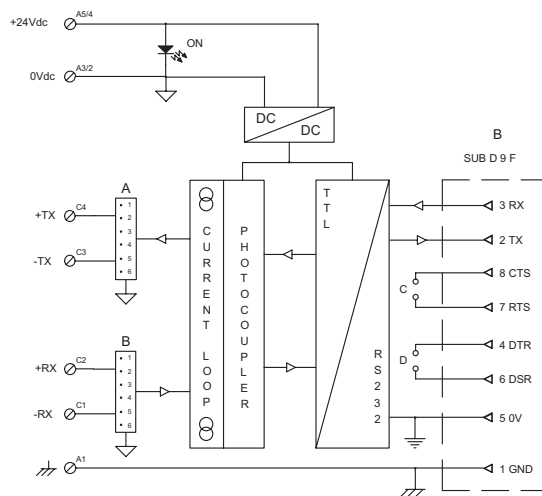 +24Vdc A5/4
ON
0Vdc A3/2
DC
DC
B
SUB D 9 F
A
+TX C4
-TX C3
1
2
3
4
5
6
CURRENT LOOP
PHOTOCOUPLER
TTL
RS232
3 RX
2 TX
8 CTS
C
7 RTS
4 DTR
D
6 DSR
5 0V
1 GND
B
+RX C2
-RX C1
1
2
3
4
5
6
A1